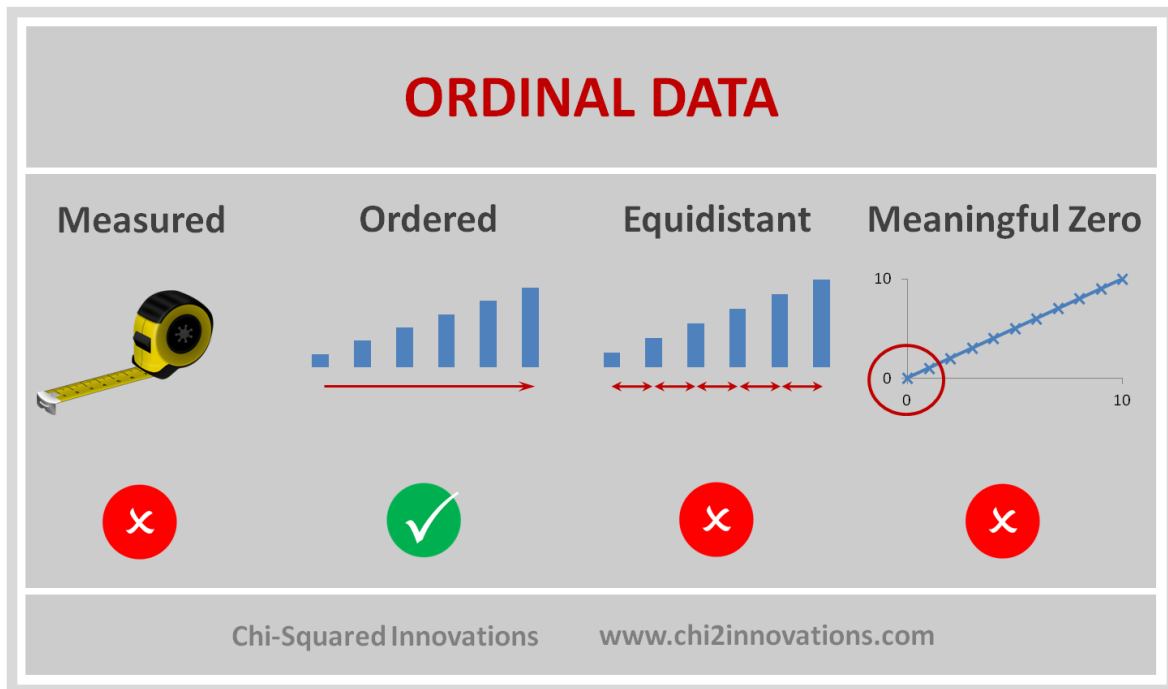 ORDINAL DATA
Measured
Ordered
Equidistant
Meaningful Zero
10
0
0
10
Chi-Squared Innovations www.chi2innovations.com